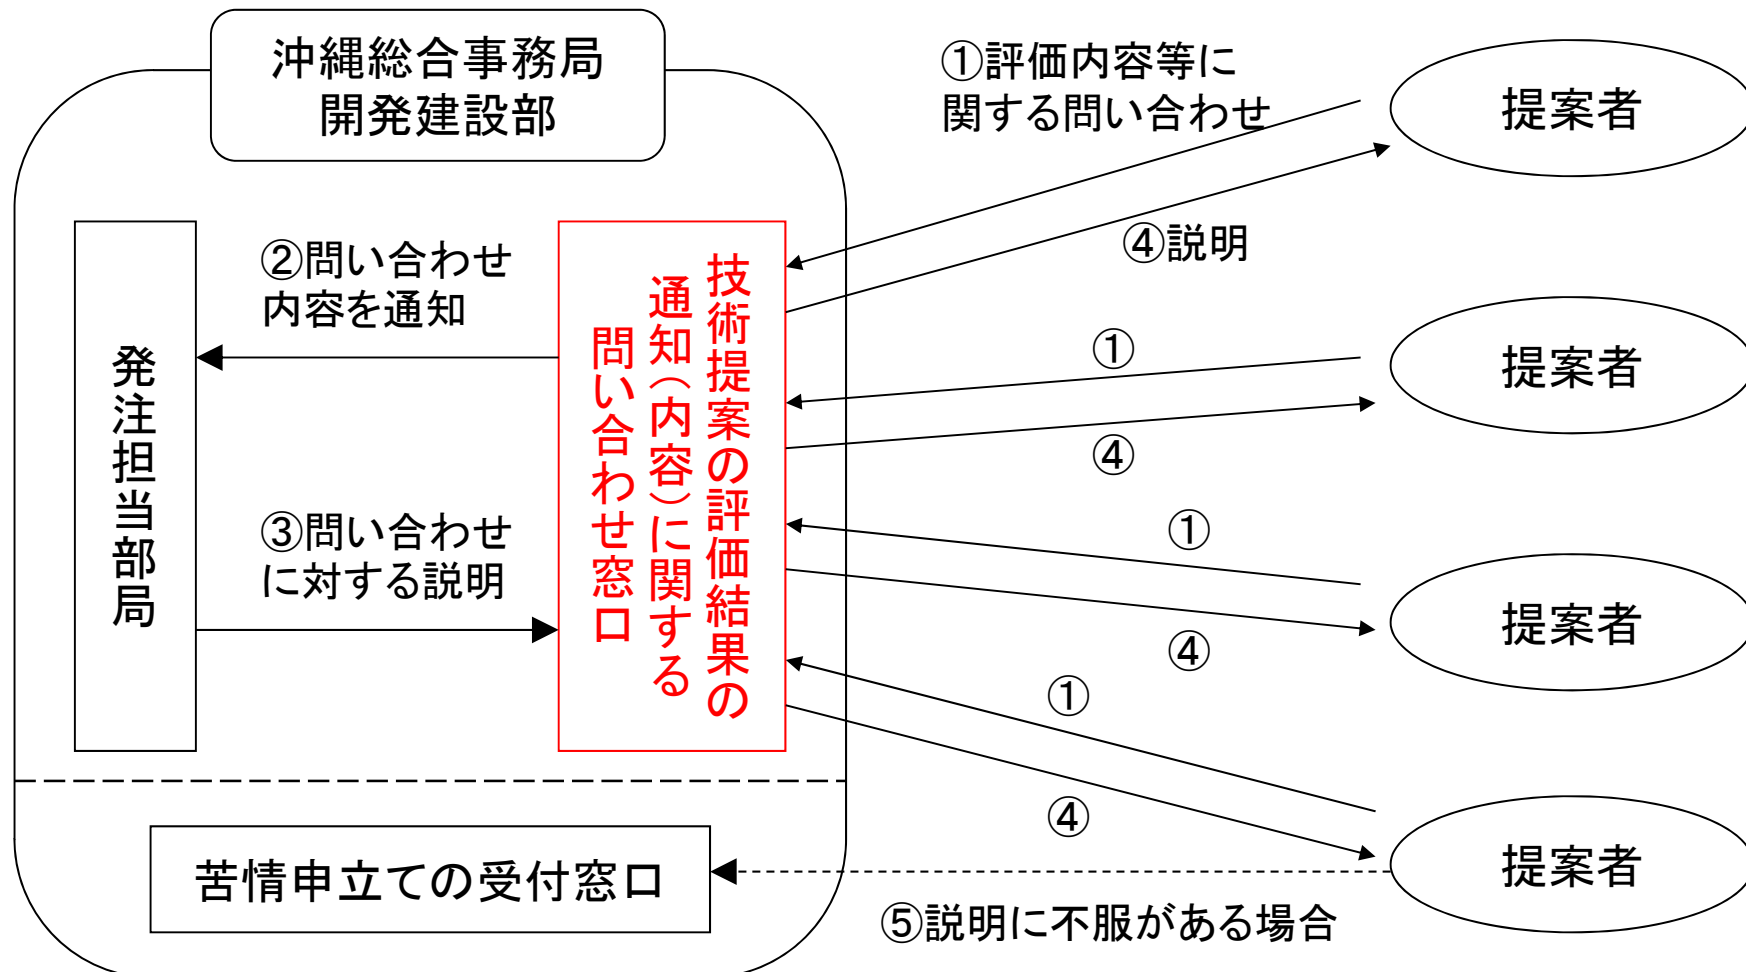 沖縄総合事務局
開発建設部
①評価内容等に
関する問い合わせ
提案者
④説明
②問い合わせ
内容を通知
発注担当部局
技術提案の評価結果の
通知（内容）に関する
問い合わせ窓口
①
提案者
④
③問い合わせ
に対する説明
①
提案者
④
①
④
提案者
苦情申立ての受付窓口
⑤説明に不服がある場合